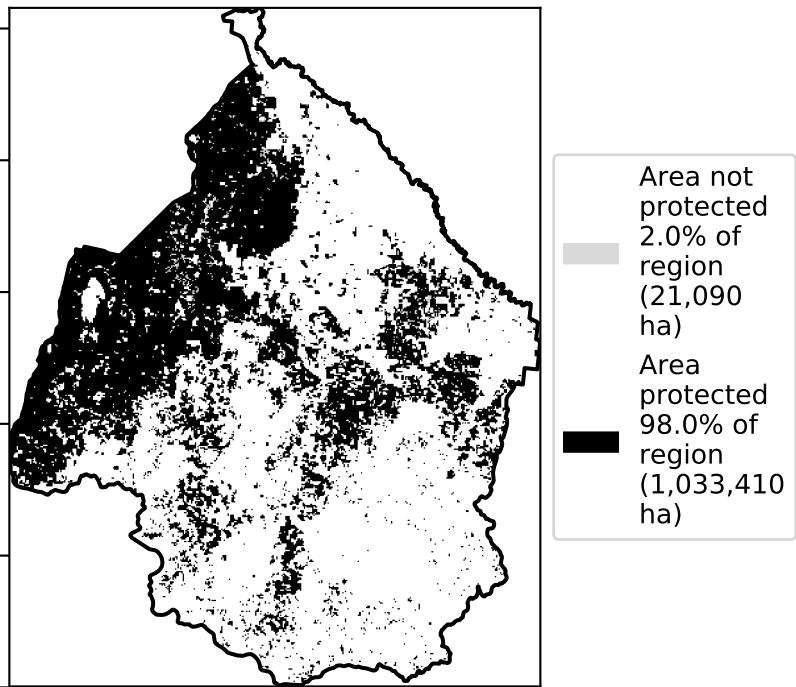 Area not
protected
2.0% of
region
(21,090
ha)
Area
protected
98.0% of
region
(1,033,410
ha)